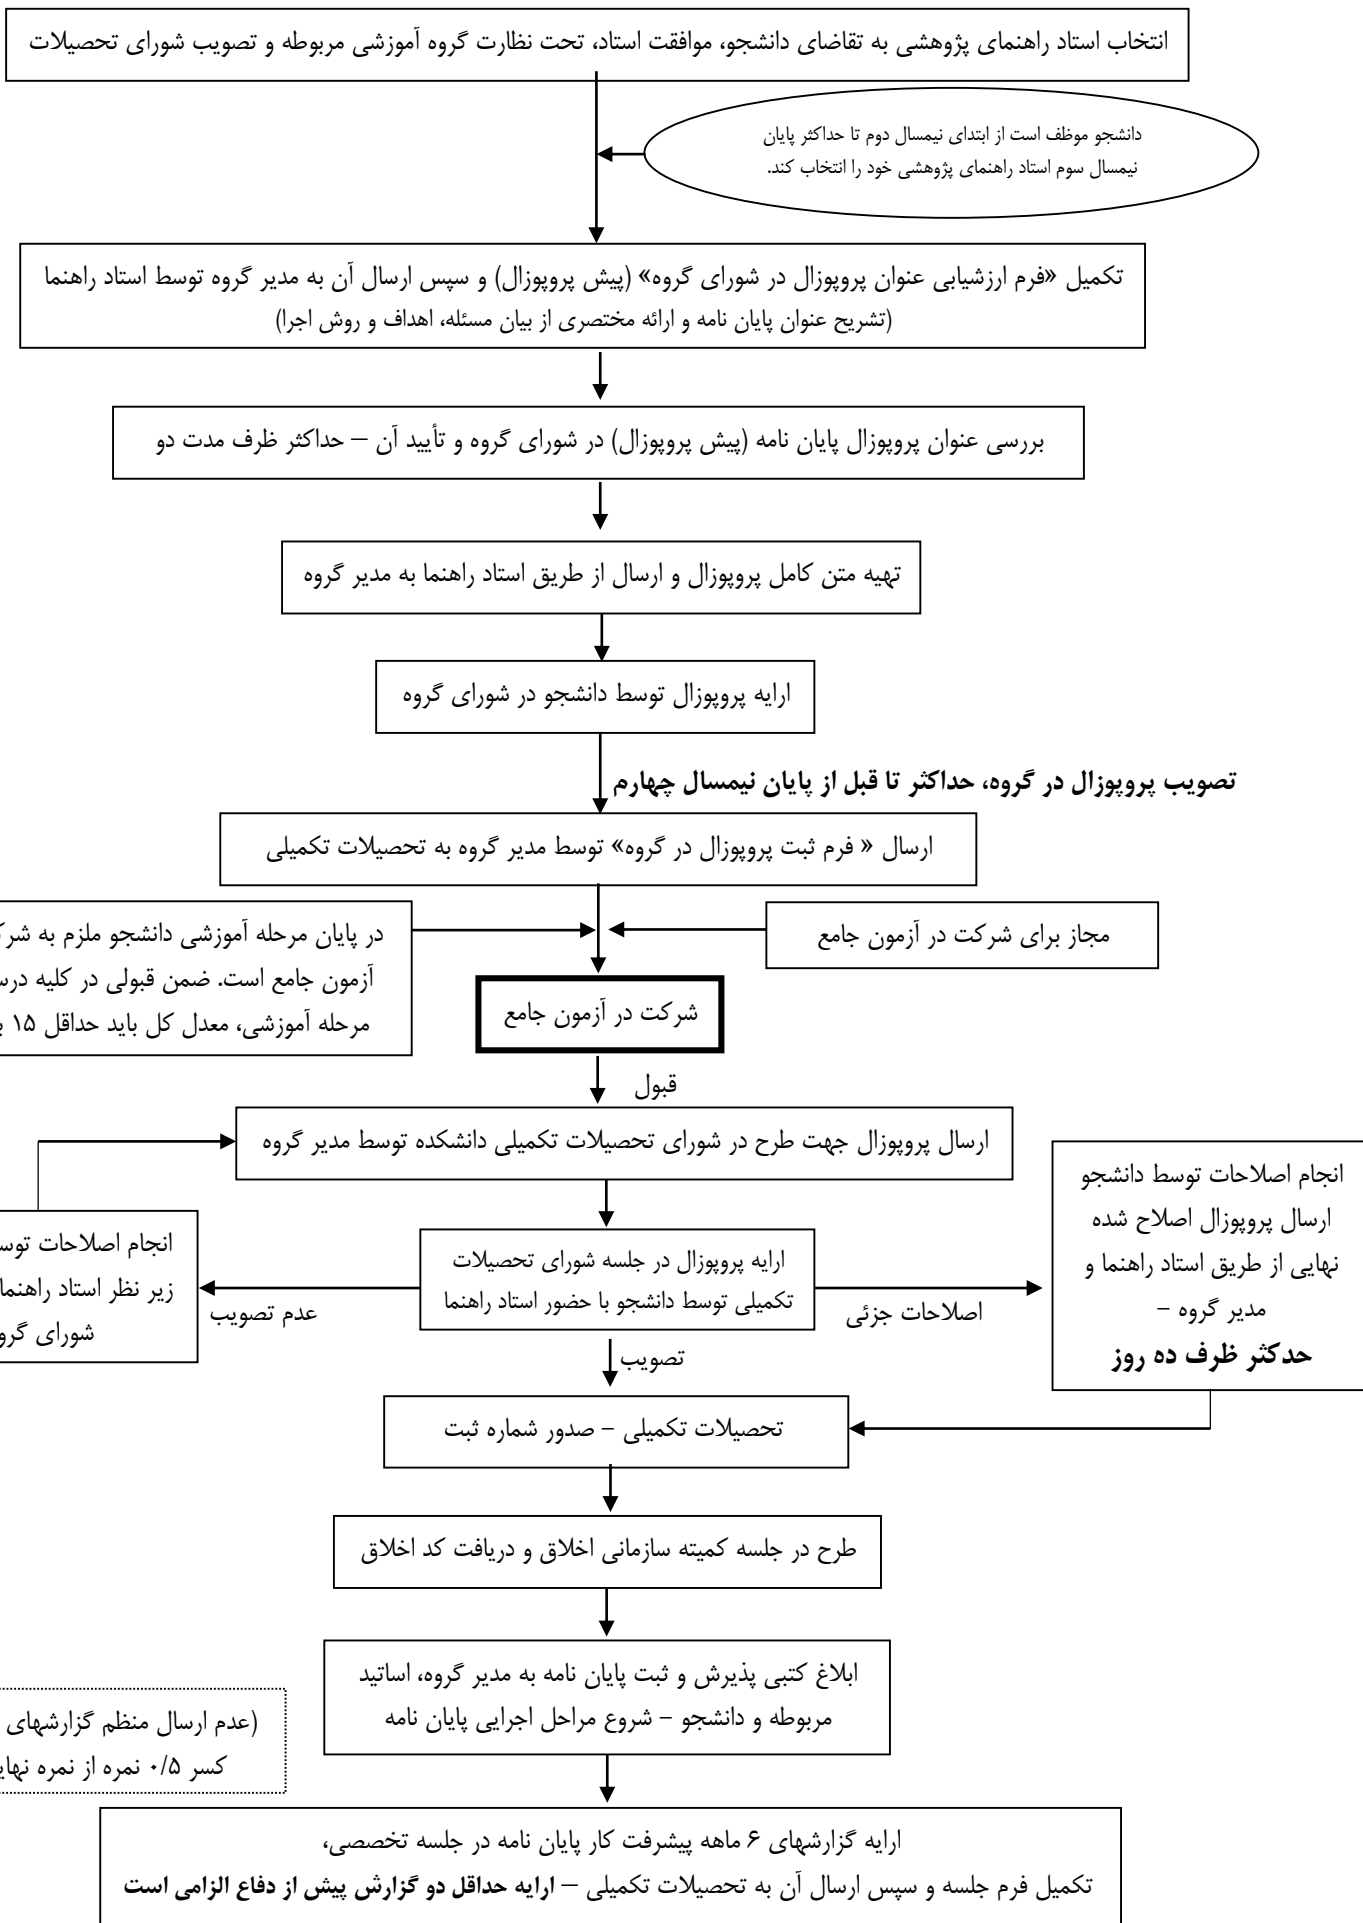 انتخاب استاد راهنمای پژوهشی به تقاضای دانشجو، موافقت استاد، تحت نظارت گروه آموزشی مربوطه و تصویب شورای تحصیلات
دانشجو موظف است از ابتدای نیمسال دوم تا حداکثر پایان
نیمسال سوم استاد راهنمای پژوهشی خود را انتخاب کند.
تکمیل «فرم ارزشیابی عنوان پروپوزال در شورای گروه» (پیش پروپوزال) و سپس ارسال آن به مدیر گروه توسط استاد راهنما
(تشریح عنوان پایان نامه و ارائه مختصری از بیان مسئله، اهداف و روش اجرا)
بررسی عنوان پروپوزال پایان نامه (پیش پروپوزال) در شورای گروه و تأیید آن – حداکثر ظرف مدت دو
تهیه متن کامل پروپوزال و ارسال از طریق استاد راهنما به مدیر گروه
ارایه پروپوزال توسط دانشجو در شورای گروه
تصویب پروپوزال در گروه، حداکثر تا قبل از پایان نیمسال چهارم
ارسال « فرم ثبت پروپوزال در گروه» توسط مدیر گروه به تحصیلات تکمیلی
مجاز برای شرکت در آزمون جامع
در پایان مرحله آموزشی دانشجو ملزم به
آزمون جامع است. ضمن قبولی در کلیه
مرحله آموزشی، معدل کل باید حداقل ۱۵
شرکت در آزمون جامع
قبول
ارسال پروپوزال جهت طرح در شورای تحصیلات تکمیلی دانشکده توسط مدیر گروه
انجام اصلاحات توسط دانشجو
ارسال پروپوزال اصلاح شده
نهایی از طریق استاد راهنما و
مدیر گروه –
حدکثر ظرف ده روز
اصلاحات جزئی
ارایه پروپوزال در جلسه شورای تحصیلات
تکمیلی توسط دانشجو با حضور استاد راهنما
عدم تصویب
انجام اصلاحات
زیر نظر استاد راهنما
شورای
تصویب
تحصیلات تکمیلی – صدور شماره ثبت
طرح در جلسه کمیته سازمانی اخلاق و دریافت کد اخلاق
ابلاغ کتبی پذیرش و ثبت پایان نامه به مدیر گروه، اساتید
مربوطه و دانشجو – شروع مراحل اجرایی پایان نامه
(عدم ارسال منظم گزارشهای
کسر ۰/۵ نمره از نمره
ارایه گزارشهای ۶ ماهه پیشرفت کار پایان نامه در جلسه تخصصی،
تکمیل فرم جلسه و سپس ارسال آن به تحصیلات تکمیلی – ارایه حداقل دو گزارش پیش از دفاع الزامی است